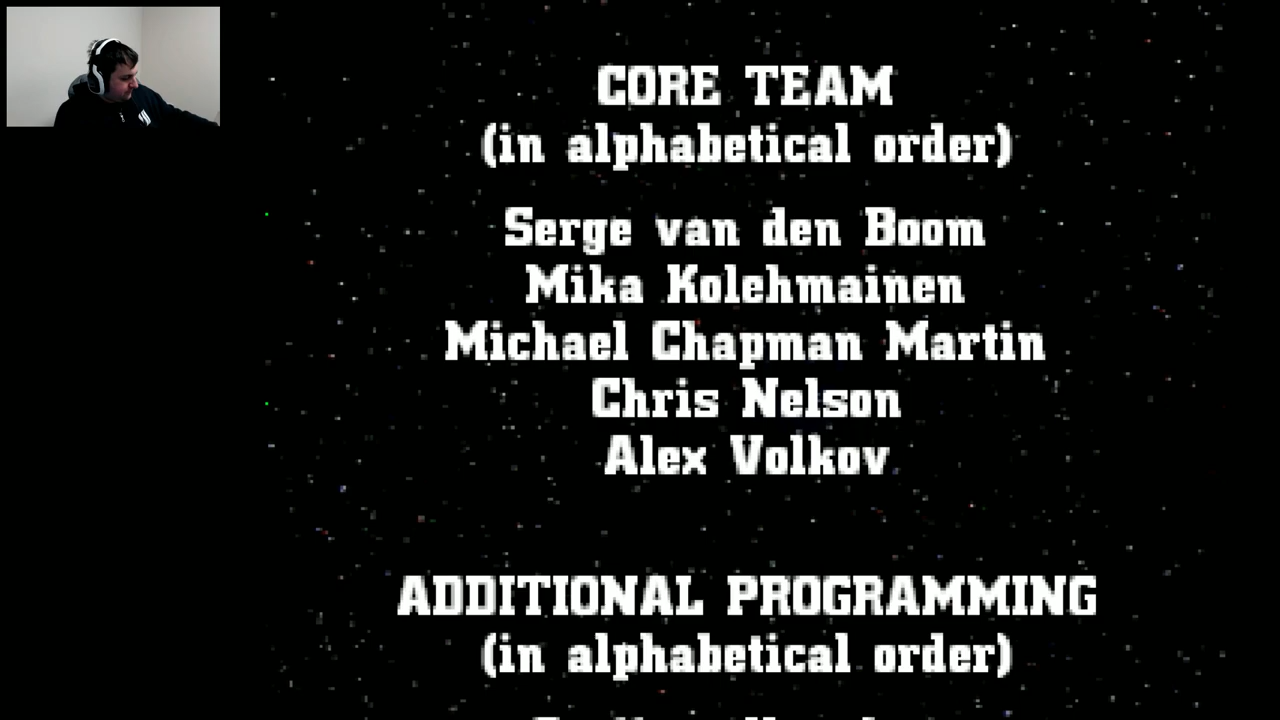 CORE TEAM
(in alphabetical order)
Serge van den Boom
Mika Kolehmainen
Michael Chapman Martin
Chris Nelson
Alex Volkov
ADDITIONAL PROGRAMMING
(in alphabetical order)